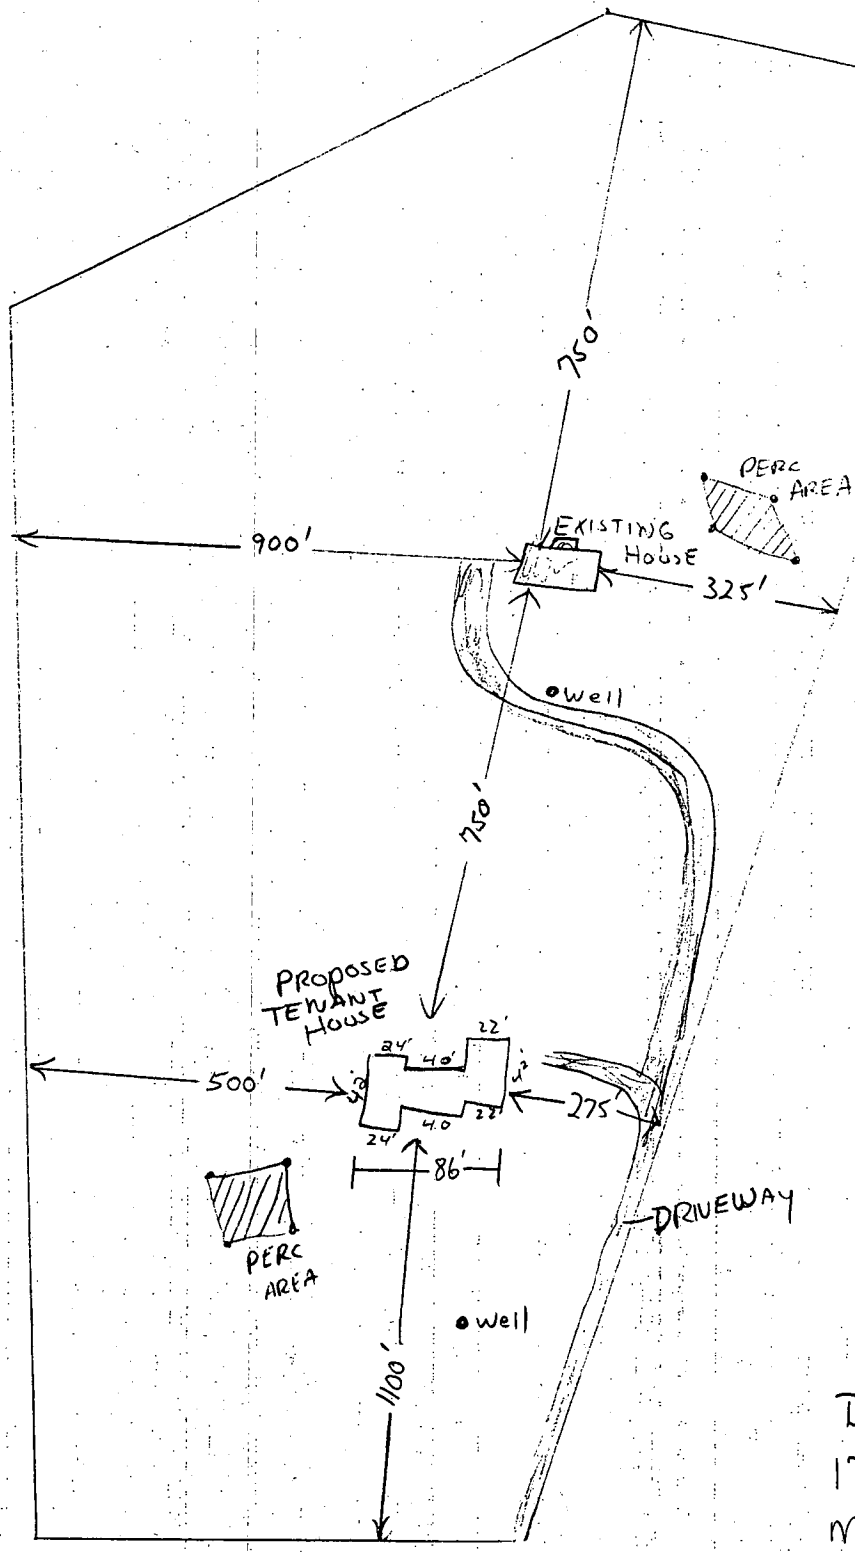 750'
PERC
AREA
EXISTING
HOUSE
900'
325'
Well
750'
PROPOSED
TENANT
HOUSE
22'
24'
40'
42'
42'
500'
275'
22'
40
24'
86'
DRIVEWAY
PERC
AREA
Well
1100'